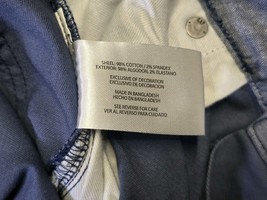 SHELL: 98% COTTON / 2% SPANDEX
EXTERIOR: 98% ALGODÓN, 2% ELASTANO
EXCLUSIVE OF DECORATION
EXCLUSIVO DE DECORACION
MADE IN BANGLADESH
HECHO EN BANGLADESH
SEE REVERSE FOR CARE
VER AL REVERSO PARA CUIDADO